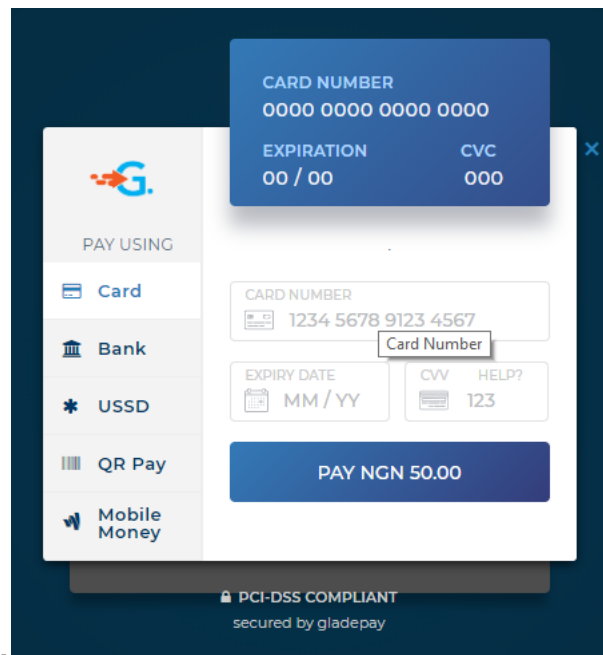 CARD NUMBER
0000 0000 0000 0000
EXPIRATION CVC
00 / 00 000
×
G.
PAY USING
Card
Bank
USSD
QR Pay
Mobile
Money
CARD NUMBER
1234 5678 9123 4567
Card Number
EXPIRY DATE
MM / YY
CVV HELP?
123
PAY NGN 50.00
PCI-DSS COMPLIANT
secured by gladepay